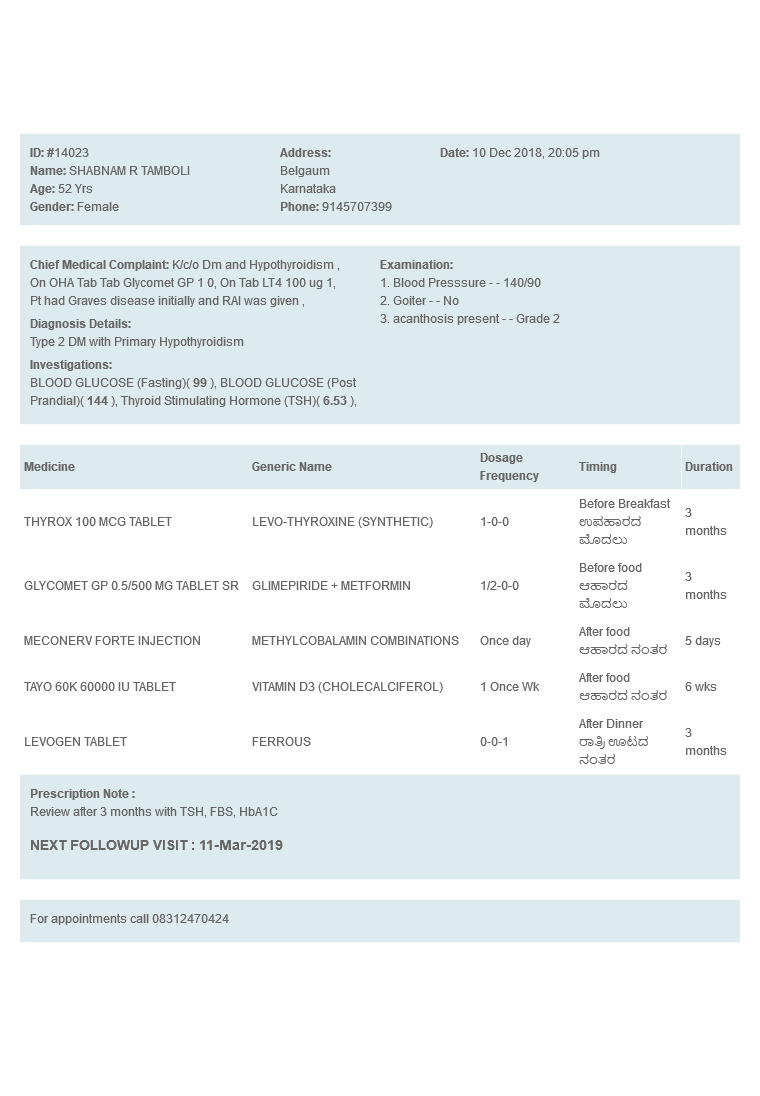 ID: #14023
Name: SHABNAM R TAMBOLI
Age: 52 Yrs
Gender: Female
Address:
Belgaum
Karnataka
Phone: 9145707399
Date: 10 Dec 2018, 20:05 pm
Chief Medical Complaint: K/c/o Dm and Hypothyroidism ,
On OHA Tab Tab Glycomet GP 1 0, On Tab LT4 100 ug 1,
Pt had Graves disease initially and RAI was given ,
Diagnosis Details:
Type 2 DM with Primary Hypothyroidism
Investigations:
BLOOD GLUCOSE (Fasting)( 99 ), BLOOD GLUCOSE (Post
Prandial)( 144 ), Thyroid Stimulating Hormone (TSH)( 6.53 ),
Examination:
1. Blood Presssure - - 140/90
2. Goiter - - No
3. acanthosis present - - Grade 2
Medicine Generic Name Dosage Frequency Timing Duration
THYROX 100 MCG TABLET LEVO-THYROXINE (SYNTHETIC) 1-0-0 Before Breakfast ಉಪಹಾರದ ಮೊದಲು 3 months
GLYCOMET GP 0.5/500 MG TABLET SR GLIMEPIRIDE + METFORMIN 1/2-0-0 Before food ಆಹಾರದ ಮೊದಲು 3 months
MECONERV FORTE INJECTION METHYLCOBALAMIN COMBINATIONS Once day After food ಆಹಾರದ ನಂತರ 5 days
TAYO 60K 60000 IU TABLET VITAMIN D3 (CHOLECALCIFEROL) 1 Once Wk After food ಆಹಾರದ ನಂತರ 6 wks
LEVOGEN TABLET FERROUS 0-0-1 After Dinner ರಾತ್ರಿ ಊಟದ ನಂತರ 3 months
Prescription Note :
Review after 3 months with TSH, FBS, HbA1C
NEXT FOLLOWUP VISIT : 11-Mar-2019
For appointments call 08312470424